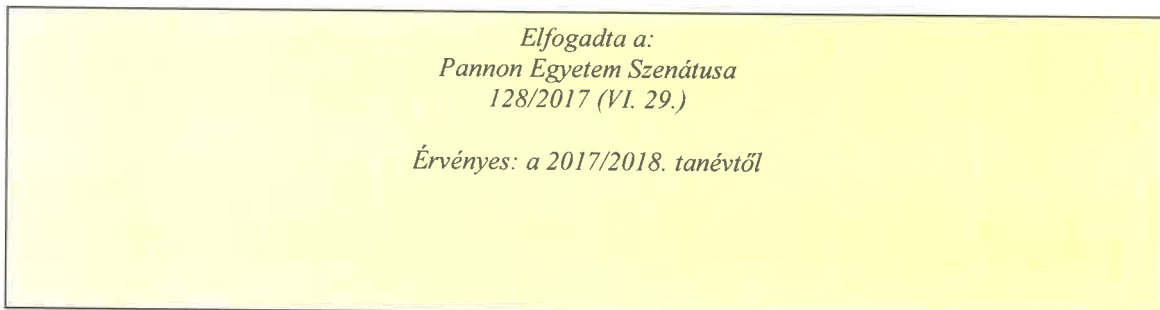 Elfogadta a:
Pannon Egyetem Szenátusa
128/2017 (VI. 29.)
Érvényes: a 2017/2018. tanévtől